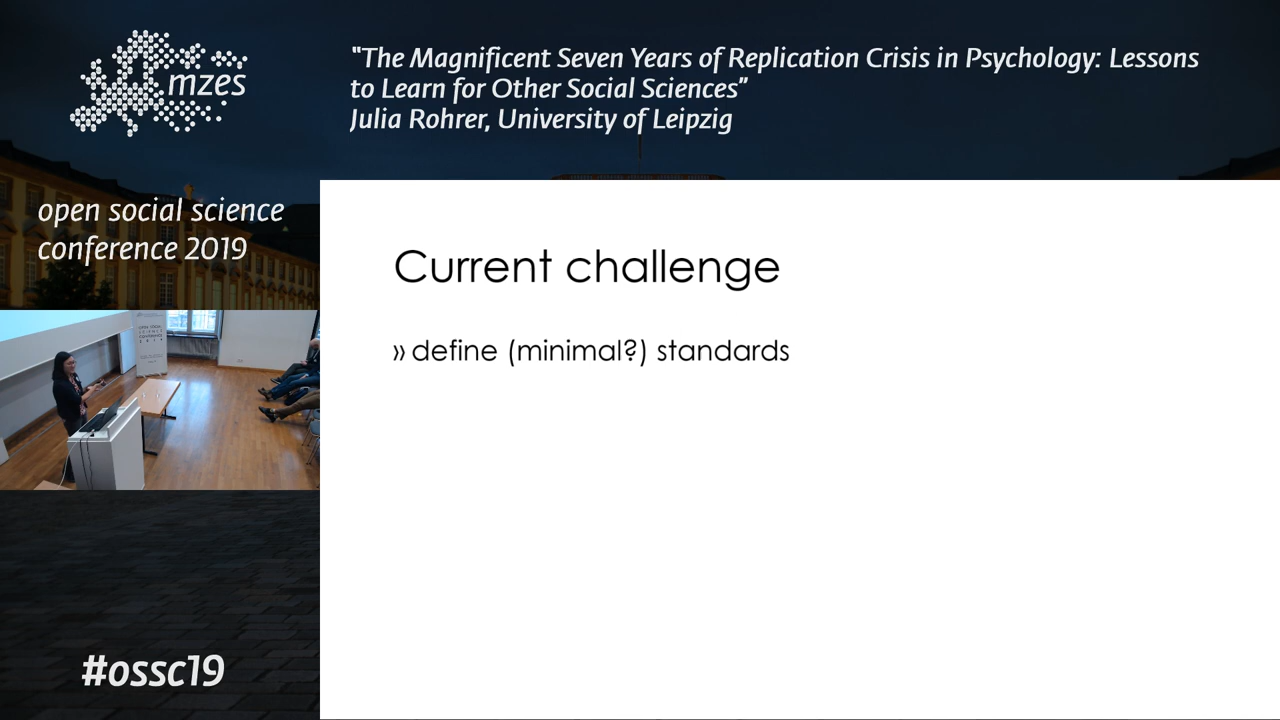 mzes
"The Magnificent Seven Years of Replication Crisis in Psychology: Lessons
to Learn for Other Social Sciences"
Julia Rohrer, University of Leipzig
open social science
conference 2019
Current challenge
» define (minimal?) standards
#ossc19